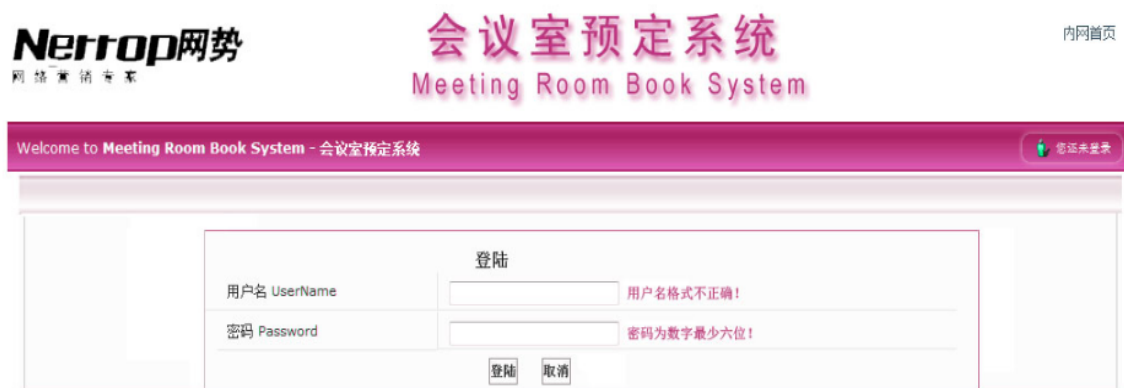 Nettop网势
网络营销专家
会议室预定系统
Meeting Room Book System
内网首页
Welcome to Meeting Room Book System - 会议室预定系统
您还未登录
登陆
用户名 UserName
用户名格式不正确!
密码 Password
密码为数字最少六位!
登陆 取消